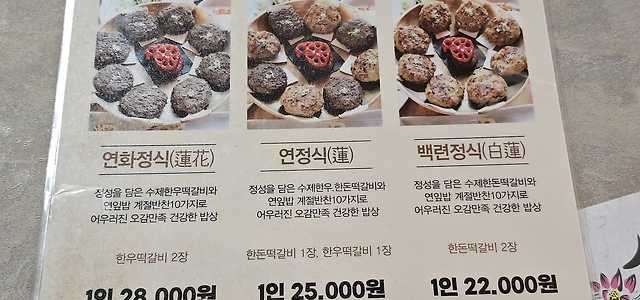 연화정식(蓮花)
정성을 담은 수제한우떡갈비와
연잎밥 계절반찬10가지로
어우러진 오감만족 건강한 밥상
한우떡갈비 2장
1인 28,000원
연정식(蓮)
정성을 담은 수제한우.한돈떡갈비와
연잎밥 계절반찬10가지로
어우러진 오감만족 건강한 밥상
한돈떡갈비 1장, 한우떡갈비 1장
1인 25,000원
백련정식(白蓮)
정성을 담은 수제한돈떡갈비와
연잎밥 계절반찬10가지로
어우러진 오감만족 건강한 밥상
한돈떡갈비 2장
1인 22,000원